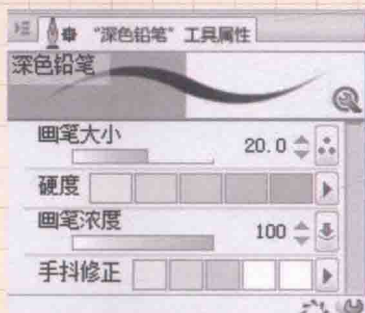 “深色铅笔”工具属性
深色铅笔
画笔大小 20.0
硬度
画笔浓度 100
手抖修正